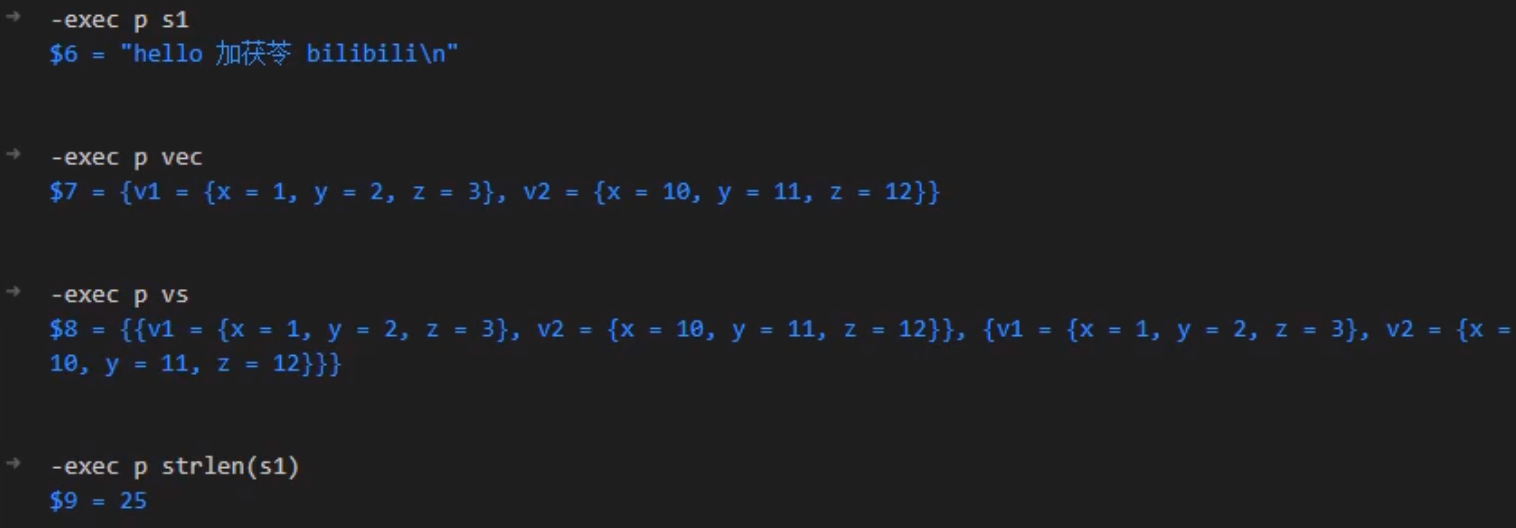 -exec p s1
$6 = "hello 加茯苓 bilibili\n"
-exec p vec
$7 = {v1 = {x = 1, y = 2, z = 3}, v2 = {x = 10, y = 11, z = 12}}
-exec p vs
$8 = {{v1 = {x = 1, y = 2, z = 3}, v2 = {x = 10, y = 11, z = 12}}, {v1 = {x = 1, y = 2, z = 3}, v2 = {x =
10, y = 11, z = 12}}}
-exec p strlen(s1)
$9 = 25